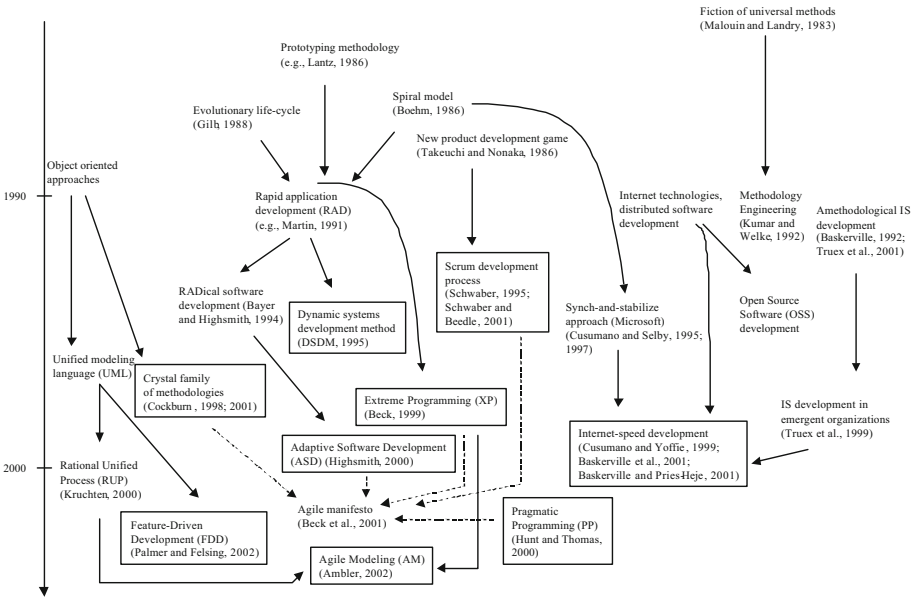 Fiction of universal methods
(Malouin and Landry, 1983)
Prototyping methodology
(e.g., Lantz, 1986)
Evolutionary life-cycle
(Gilb, 1988)
Spiral model
(Boehm, 1986)
New product development game
(Takeuchi and Nonaka, 1986)
Object oriented
approaches
1990
Rapid application
development (RAD)
(e.g., Martin, 1991)
Internet technologies,
distributed software
development
Methodology
Engineering
(Kumar and
Welke, 1992)
Amethodological IS
development
(Baskerville, 1992;
Truex et al., 2001)
RADical software
development (Bayer
and Highsmith, 1994)
Dynamic systems
development method
(DSDM, 1995)
Scrum development
process
(Schwaber, 1995;
Schwaber and
Beedle, 2001)
Synch-and-stabilize
approach (Microsoft)
(Cusumano and Selby, 1995;
1997)
Open Source
Software (OSS)
development
Unified modeling
language (UML)
Crystal family
of methodologies
(Cockburn, 1998; 2001)
Extreme Programming (XP)
(Beck, 1999)
IS development in
emergent organizations
(Truex et al., 1999)
Adaptive Software Development
(ASD) (Highsmith, 2000)
Internet-speed development
(Cusumano and Yoffie, 1999;
Baskerville et al., 2001;
Baskerville and Pries-Heje, 2001)
2000
Rational Unified
Process (RUP)
(Kruchten, 2000)
Agile manifesto
(Beck et al., 2001)
Pragmatic
Programming (PP)
(Hunt and Thomas,
2000)
Feature-Driven
Development (FDD)
(Palmer and Felsing, 2002)
Agile Modeling (AM)
(Ambler, 2002)